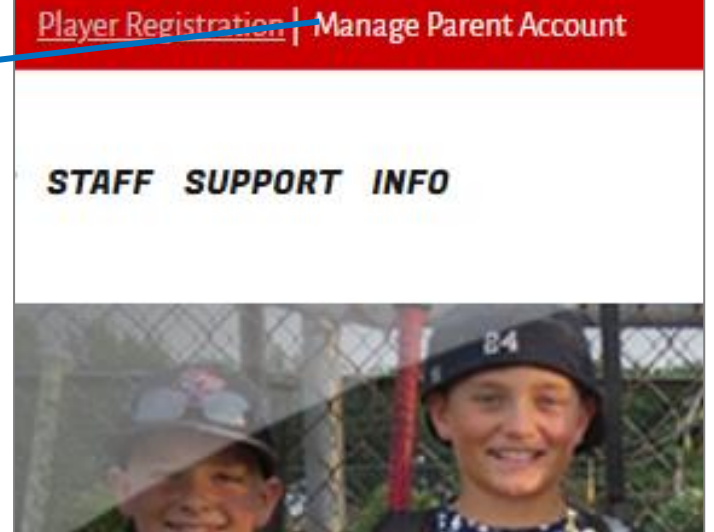 Player Registration | Manage Parent Account
STAFF SUPPORT INFO
84